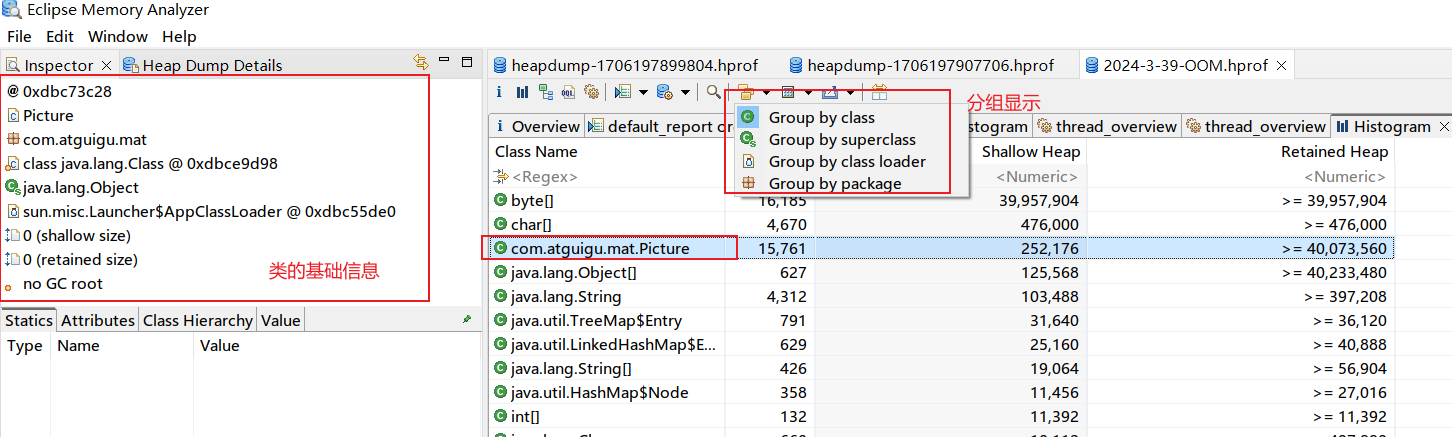 Eclipse Memory Analyzer
File Edit Window Help
Inspector
Heap Dump Details
@ 0xdbc73c28
Picture
com.atguigu.mat
class java.lang.Class @ 0xdbce9d98
java.lang.Object
sun.misc.Launcher$AppClassLoader @ 0xdbc55de0
0 (shallow size)
0 (retained size)
no GC root
类的基础信息
Statics Attributes Class Hierarchy Value
Type Name Value
heapdump-1706197899804.hprof heapdump-1706197907706.hprof 2024-3-39-OOM.hprof
分组显示
i Overview default_report stogram thread_overview thread_overview Histogram
Group by class
Group by superclass
Group by class loader
Group by package
Class Name Shallow Heap Retained Heap
<Regex> <Numeric> <Numeric>
byte[] 16,185 39,957,904 >= 39,957,904
char[] 4,670 476,000 >= 476,000
com.atguigu.mat.Picture 15,761 252,176 >= 40,073,560
java.lang.Object[] 627 125,568 >= 40,233,480
java.lang.String 4,312 103,488 >= 397,208
java.util.TreeMap$Entry 791 31,640 >= 36,120
java.util.LinkedHashMap$E... 629 25,160 >= 40,888
java.lang.String[] 426 19,064 >= 56,904
java.util.HashMap$Node 358 11,456 >= 27,016
int[] 132 11,392 >= 11,392